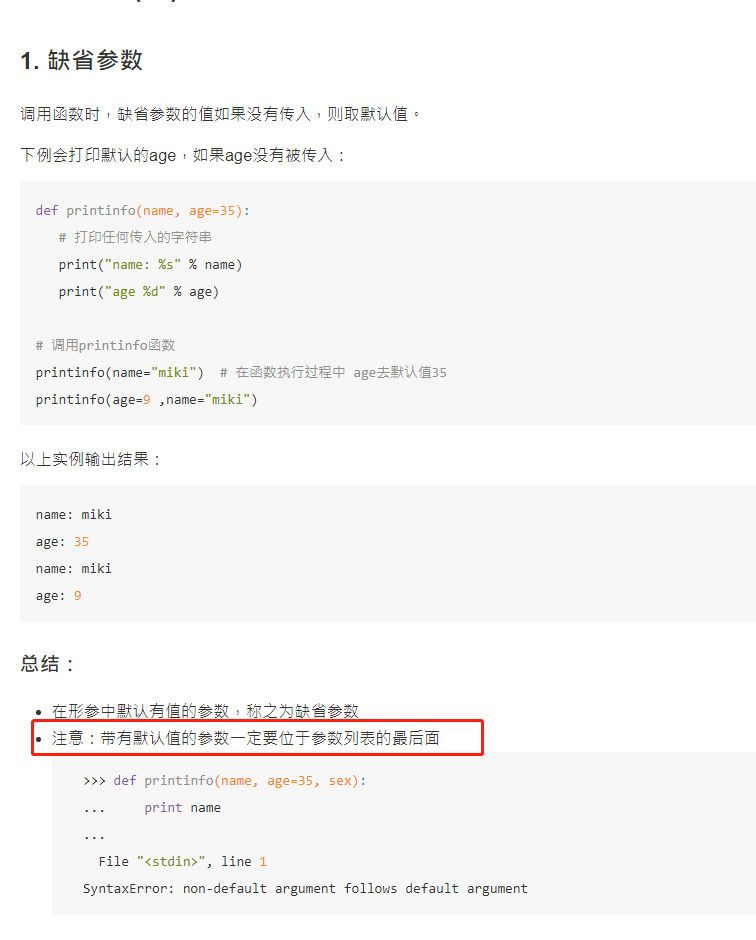 1. 缺省参数
调用函数时，缺省参数的值如果没有传入，则取默认值。
下例会打印默认的age，如果age没有被传入：
def printinfo(name, age=35):
   # 打印任何传入的字符串
   print("name: %s" % name)
   print("age %d" % age)
# 调用printinfo函数
printinfo(name="miki")  # 在函数执行过程中 age去默认值35
printinfo(age=9 ,name="miki")
以上实例输出结果：
name: miki
age: 35
name: miki
age: 9
总结：
• 在形参中默认有值的参数，称之为缺省参数
• 注意：带有默认值的参数一定要位于参数列表的最后面
>>> def printinfo(name, age=35, sex):
...     print name
...
  File "<stdin>", line 1
SyntaxError: non-default argument follows default argument